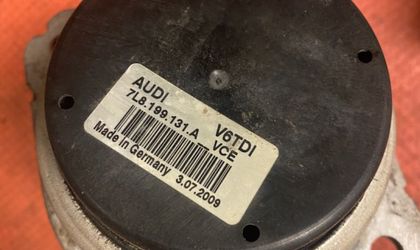 AUDI V6TDI
7L8.199.131.A VCE
Made in Germany 3.07.2009